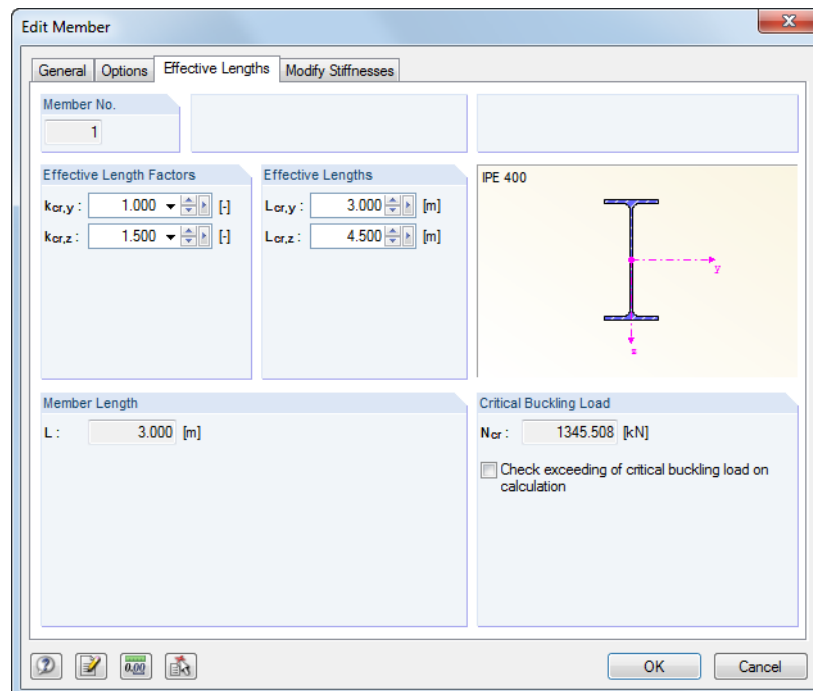 Edit Member
General Options Effective Lengths Modify Stiffnesses
Member No.
1
Effective Length Factors
kcr,y : 1.000 [-]
kcr,z : 1.500 [-]
Effective Lengths
Lcr,y : 3.000 [m]
Lcr,z : 4.500 [m]
IPE 400
y
z
Member Length
L : 3.000 [m]
Critical Buckling Load
Ncr : 1345.508 [kN]
Check exceeding of critical buckling load on
calculation
0.00
OK Cancel